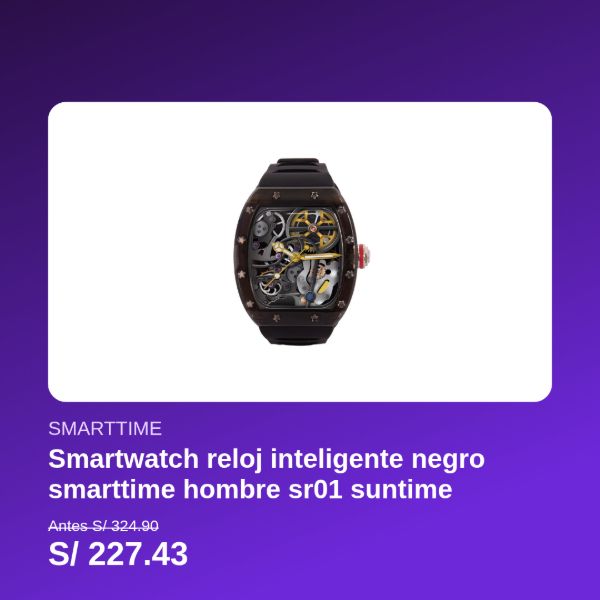 SMARTTIME
Smartwatch reloj inteligente negro
smarttime hombre sr01 suntime
Antes S/ 324.90
S/ 227.43